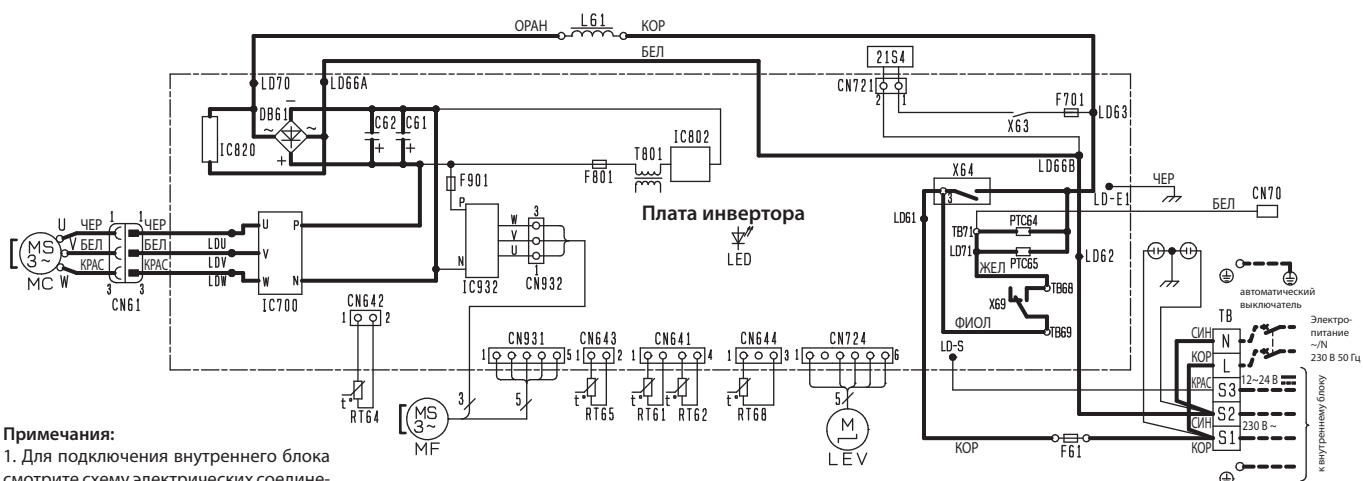 ОРАН L61 КОР
БЕЛ
21S4
CN721
2 1
F701
X63
LD63
LD70
LD66A
DB61
C62 C61
IC820
IC802
T801
F801
F901
X64
3
LD66B
LD-E1
ЧЕР
БЕЛ
CN70
LD61
TB71
PTC64
LD71
PTC65
LD62
Плата инвертора
LED
ЖЕЛ
X69
TB68
ФИОЛ
TB69
LD-S
U ЧЕР 1 1 ЧЕР
V БЕЛ БЕЛ
W КРАС 3 3 КРАС
MS
3~
MC
CN61
LDU
LDV
LDW
U P
V
W N
IC700
P
N
IC932
W 3
V
U 1
CN932
CN642
1 2
t°
RT64
CN931
1 5
3 5
MS
3~
MF
CN643
1 2
t°
RT65
CN641
1 4
t° t°
RT61 RT62
CN644
1 3
t°
RT68
CN724
1 6
5
M
LEV
автоматический
выключатель
TB
СИН N
КОР L
КРАС S3
S2
СИН
S1
КОР
Электро-
питание
~/N
230 В 50 Гц
12~24 В
230 В ~
к внутреннему блоку
КОР F61
Примечания:
1. Для подключения внутреннего блока
смотрите схему электрических соедине-